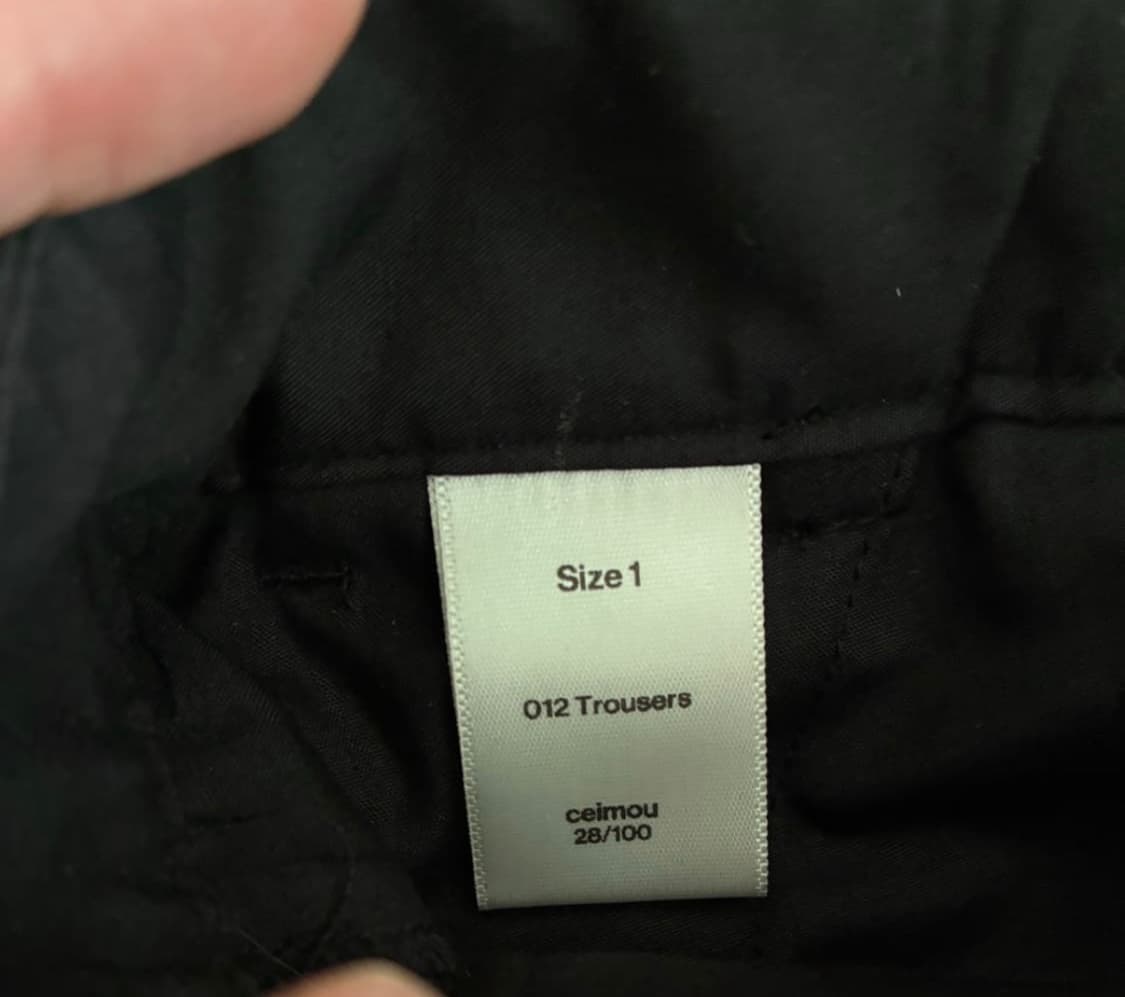 Size 1
012 Trousers
ceimou
28/100